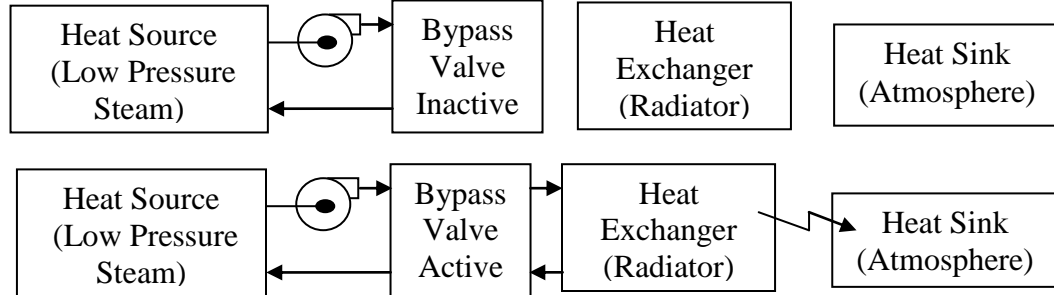 Heat Source
(Low Pressure
Steam)
Bypass
Valve
Inactive
Heat
Exchanger
(Radiator)
Heat Sink
(Atmosphere)
Heat Source
(Low Pressure
Steam)
Bypass
Valve
Active
Heat
Exchanger
(Radiator)
Heat Sink
(Atmosphere)